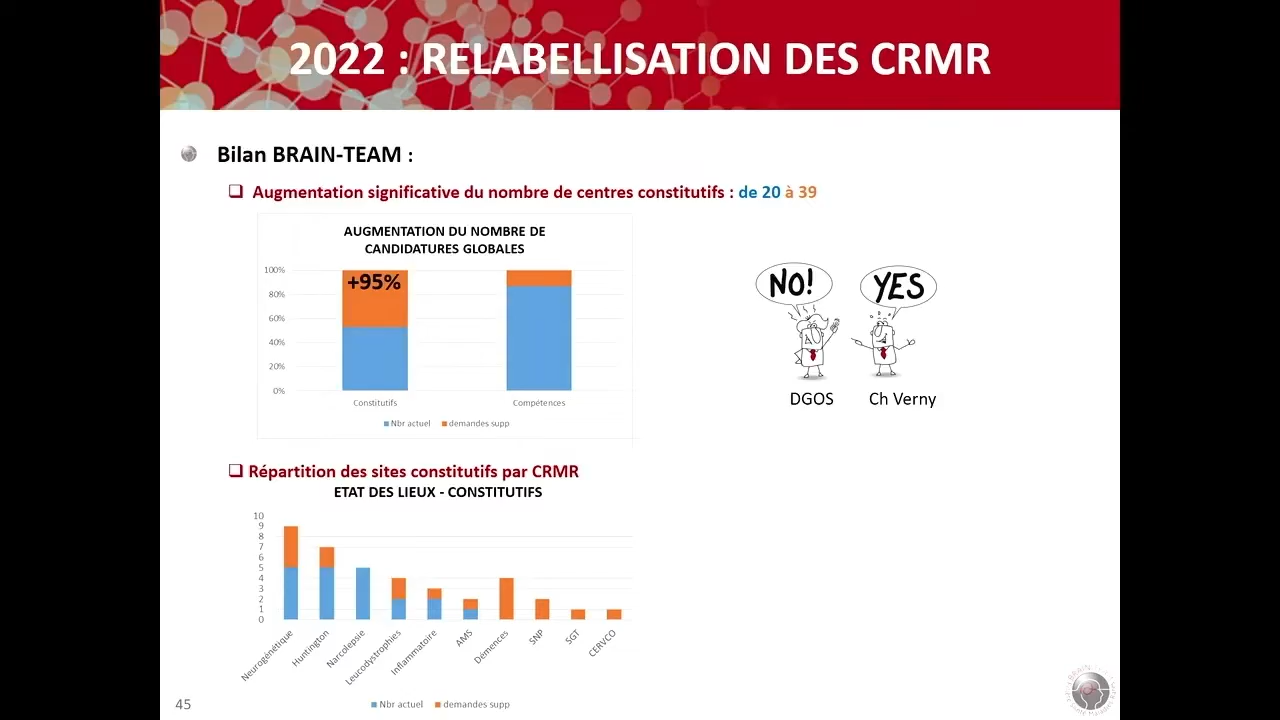 2022 : RELABELLISATION DES CRMR
Bilan BRAIN-TEAM :
Augmentation significative du nombre de centres constitutifs : de 20 à 39
AUGMENTATION DU NOMBRE DE
CANDIDATURES GLOBALES
100%
80%
60%
40%
20%
0%
+95%
Constitutifs
Compétences
Nbr actuel
demandes supp
NO!
YES
DGOS
Ch Verny
Répartition des sites constitutifs par CRMR
ETAT DES LIEUX - CONSTITUTIFS
10
9
8
7
6
5
4
3
2
1
0
Neurogénétique
Huntington
Narcolepsie
Leucodystrophies
Inflammatoire
AMS
Démences
SNP
SGT
CERVCO
Nbr actuel
demandes supp
45
BRAIN